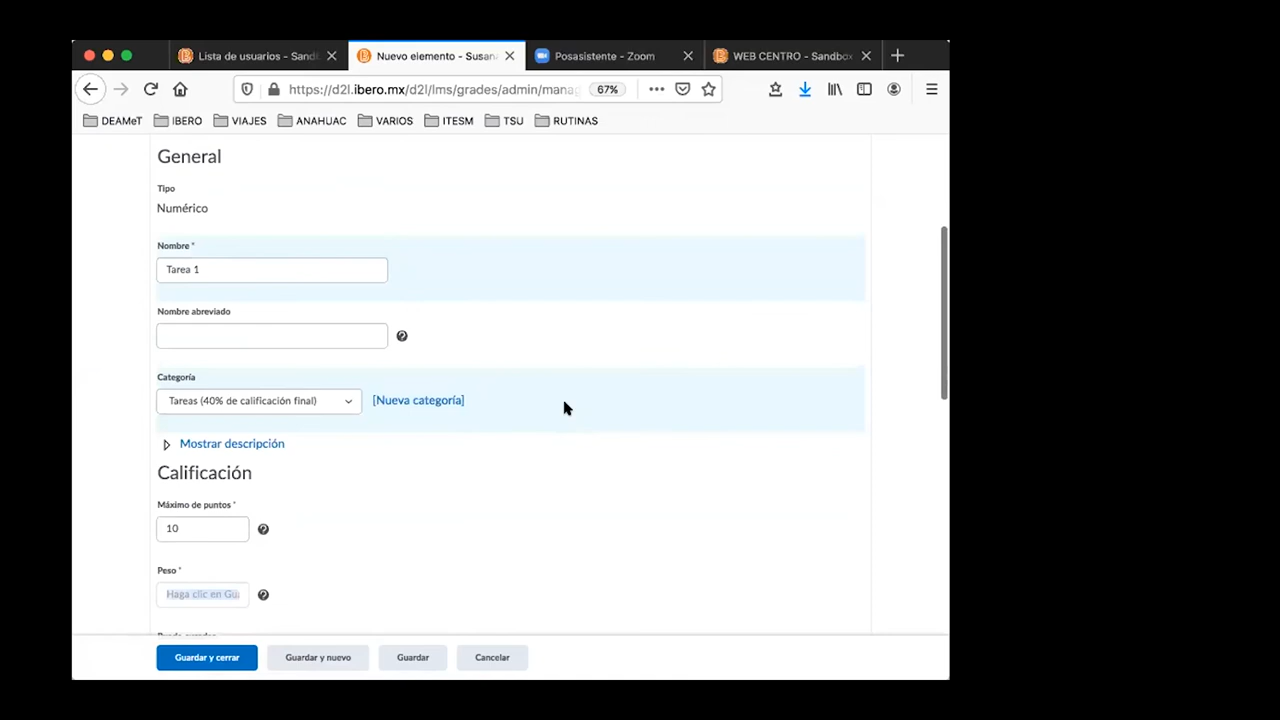 Lista de usuarios - Sandb
Nuevo elemento - Susana
Posasistente - Zoom
WEB CENTRO - Sandbox
https://d2l.ibero.mx/d2l/lms/grades/admin/manag
67%
DEAMeT
IBERO
VIAJES
ANAHUAC
VARIOS
ITESM
TSU
RUTINAS
General
Tipo
Numérico
Nombre *
Tarea 1
Nombre abreviado
Categoría
Tareas (40% de calificación final)
[Nueva categoría]
Mostrar descripción
Calificación
Máximo de puntos *
10
Peso *
Haga clic en Gu
Guardar y cerrar
Guardar y nuevo
Guardar
Cancelar